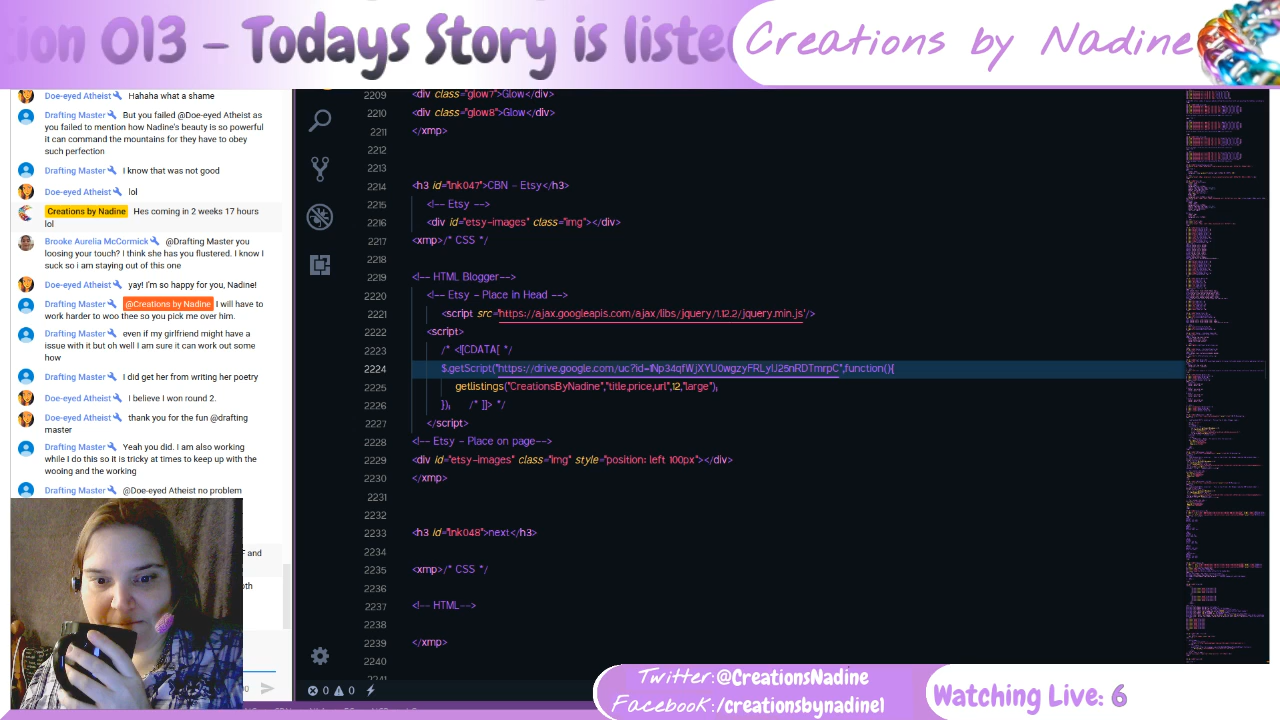 ion 013 - Todays Story is liste
Creations by Nadine
Doe-eyed Atheist Hahaha what a shame
Drafting Master But you failed @Doe-eyed Atheist as
you failed to mention how Nadine's beauty is so powerful
it can command the mountains for they have to obey
such perfection
Drafting Master I know that was not good
Doe-eyed Atheist lol
Creations by Nadine Hes coming in 2 weeks 17 hours
lol
Brooke Aurelia McCormick @Drafting Master you
loosing your touch? I think she has you flustered. I know I
suck so i am staying out of this one
Doe-eyed Atheist yay! I'm so happy for you, Nadine!
Drafting Master @Creations by Nadine I will have to
work harder to woo thee so you pick me over him.
Drafting Master even if my girlfriend might have a
issue with it but oh well I am sure it can work out some
how
Drafting Master I did get her from writing her poetry
Doe-eyed Atheist I believe I won round 2.
Doe-eyed Atheist thank you for the fun @drafting
master
Drafting Master Yeah you did. I am also working
while I do this so it is tricky at times to keep up with the
wooing and the working
Drafting Master @Doe-eyed Atheist no problem
and
2209 <div class="glow7">Glow</div>
2210 <div class="glow8">Glow</div>
2211 </xmp>
2212
2213
2214 <h3 id="lnk047">CBN - Etsy</h3>
2215 <!-- Etsy -->
2216 <div id="etsy-images" class="img"></div>
2217 <xmp>/* CSS */
2218
2219 <!-- HTML Blogger-->
2220 <!-- Etsy - Place in Head -->
2221 <script src='https://ajax.googleapis.com/ajax/libs/jquery/1.12.2/jquery.min.js'/>
2222 <script>
2223 /* <![CDATA[ */
2224 $.getScript("https://drive.google.com/uc?id=1Np34qfWjXYU0wgzyFRLylJ25nRDTmrpC",function(){
2225 getlistings("CreationsByNadine","title,price,url",12,"large");
2226 }); /* ]]> */
2227 </script>
2228 <!-- Etsy - Place on page-->
2229 <div id="etsy-images" class="img" style="position: left 100px"></div>
2230 </xmp>
2231
2232
2233 <h3 id="lnk048">next</h3>
2234
2235 <xmp>/* CSS */
2236
2237 <!-- HTML-->
2238
2239 </xmp>
2240
0 0
Twitter:@CreationsNadine
Facebook:/creationsbynadine1
Watching Live: 6